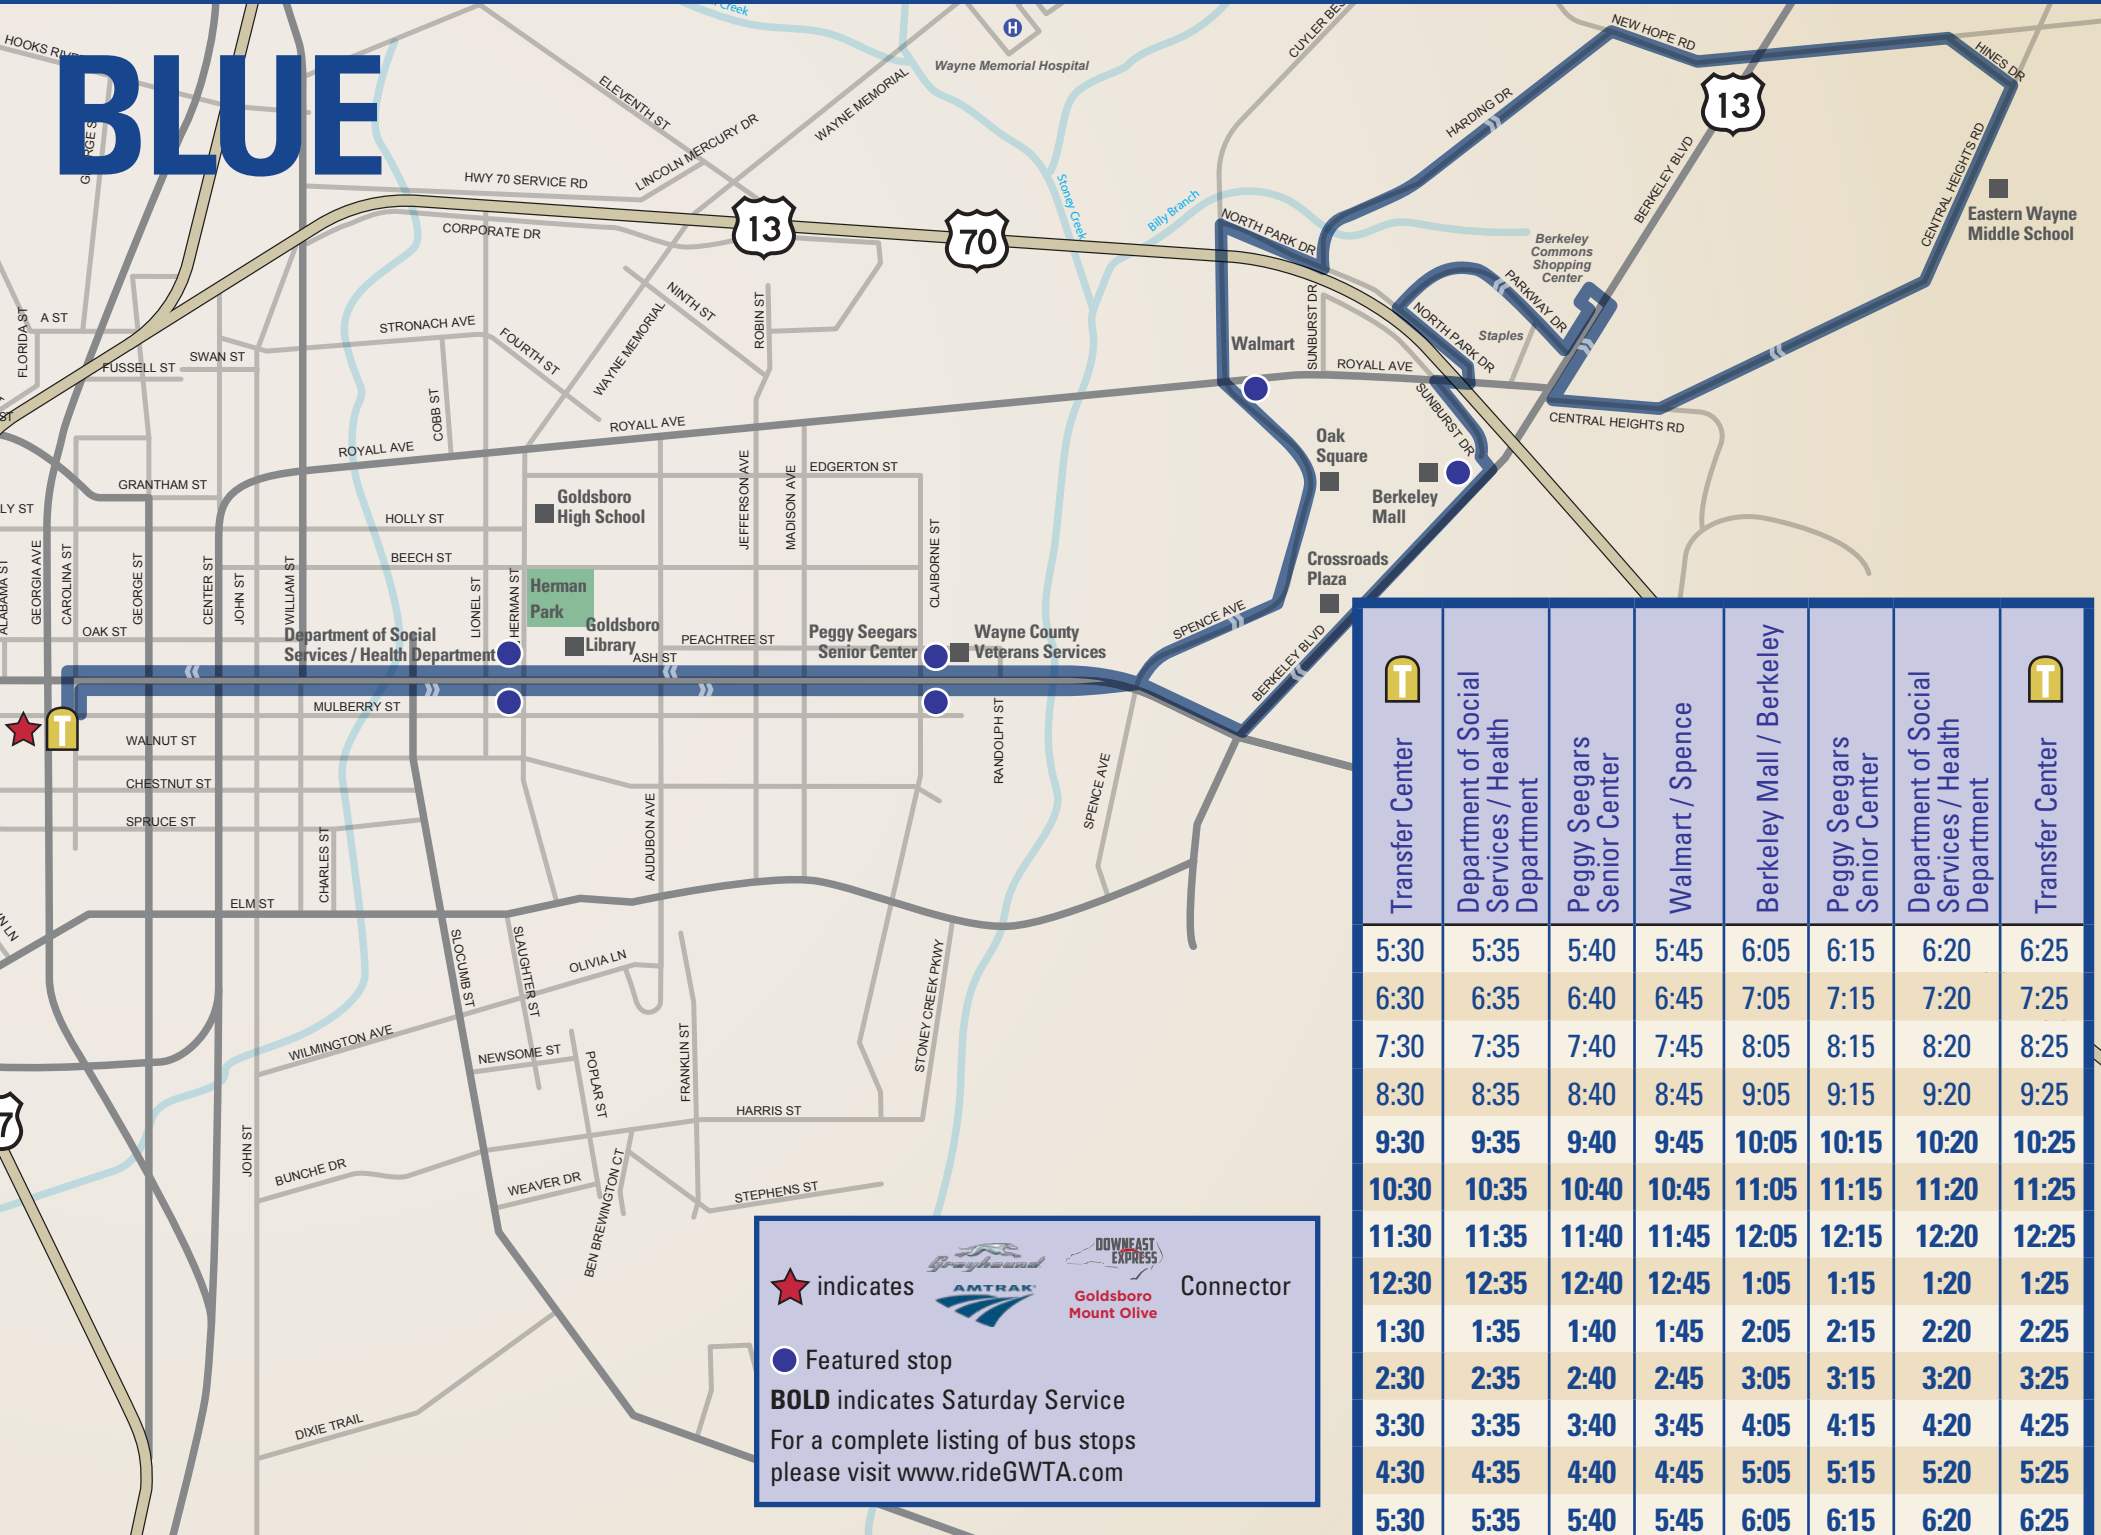 BLUE
HOOKS RIV
GEORGE S
Creek
H
Wayne Memorial Hospital
CUYLER BES
NEW HOPE RD
HINES DR
13
ELEVENTH ST
WAYNE MEMORIAL
LINCOLN MERCURY DR
HARDING DR
BERKELEY BLVD
CENTRAL HEIGHTS RD
HWY 70 SERVICE RD
Stoney Creek
Billy Branch
Eastern Wayne
Middle School
CORPORATE DR
13
70
NORTH PARK DR
Berkeley
Commons
Shopping
Center
PARKWAY DR
NINTH ST
ROBIN ST
SUNBURST DR
NORTH PARK DR
Staples
FLORIDA ST
A ST
STRONACH AVE
FOURTH ST
WAYNE MEMORIAL
Walmart
SWAN ST
FUSSELL ST
ROYALL AVE
ST
COBB ST
SUNBURST DR
ROYALL AVE
ROYALL AVE
CENTRAL HEIGHTS RD
Oak
Square
EDGERTON ST
JEFFERSON AVE
MADISON AVE
GRANTHAM ST
Goldsboro
High School
Berkeley
Mall
LY ST
HOLLY ST
CLAIBORNE ST
BEECH ST
Crossroads
Plaza
ALABAMA ST
GEORGIA AVE
CAROLINA ST
GEORGE ST
CENTER ST
JOHN ST
WILLIAM ST
LIONEL ST
HERMAN ST
Herman
Park
OAK ST
Department of Social
Services / Health Department
Goldsboro
Library
PEACHTREE ST
ASH ST
Peggy Seegars
Senior Center
Wayne County
Veterans Services
SPENCE AVE
BERKELEY BLVD
T
MULBERRY ST
WALNUT ST
RANDOLPH ST
SPENCE AVE
CHESTNUT ST
SPRUCE ST
CHARLES ST
AUDUBON AVE
ELM ST
N LN
SLOCUMB ST
SLAUGHTER ST
OLIVIA LN
STONEY CREEK PKWY
WILMINGTON AVE
NEWSOME ST
POPLAR ST
FRANKLIN ST
HARRIS ST
7
JOHN ST
BUNCHE DR
WEAVER DR
BEN BREWINGTON CT
STEPHENS ST
DIXIE TRAIL
indicates
Greyhound
AMTRAK
DOWNEAST
EXPRESS
Goldsboro
Mount Olive
Connector
Featured stop
BOLD indicates Saturday Service
For a complete listing of bus stops
please visit www.rideGWTA.com
T
T
Transfer Center
Department of Social
Services / Health
Department
Peggy Seegars
Senior Center
Walmart / Spence
Berkeley Mall / Berkeley
Peggy Seegars
Senior Center
Department of Social
Services / Health
Department
Transfer Center
5:30 5:35 5:40 5:45 6:05 6:15 6:20 6:25
6:30 6:35 6:40 6:45 7:05 7:15 7:20 7:25
7:30 7:35 7:40 7:45 8:05 8:15 8:20 8:25
8:30 8:35 8:40 8:45 9:05 9:15 9:20 9:25
9:30 9:35 9:40 9:45 10:05 10:15 10:20 10:25
10:30 10:35 10:40 10:45 11:05 11:15 11:20 11:25
11:30 11:35 11:40 11:45 12:05 12:15 12:20 12:25
12:30 12:35 12:40 12:45 1:05 1:15 1:20 1:25
1:30 1:35 1:40 1:45 2:05 2:15 2:20 2:25
2:30 2:35 2:40 2:45 3:05 3:15 3:20 3:25
3:30 3:35 3:40 3:45 4:05 4:15 4:20 4:25
4:30 4:35 4:40 4:45 5:05 5:15 5:20 5:25
5:30 5:35 5:40 5:45 6:05 6:15 6:20 6:25